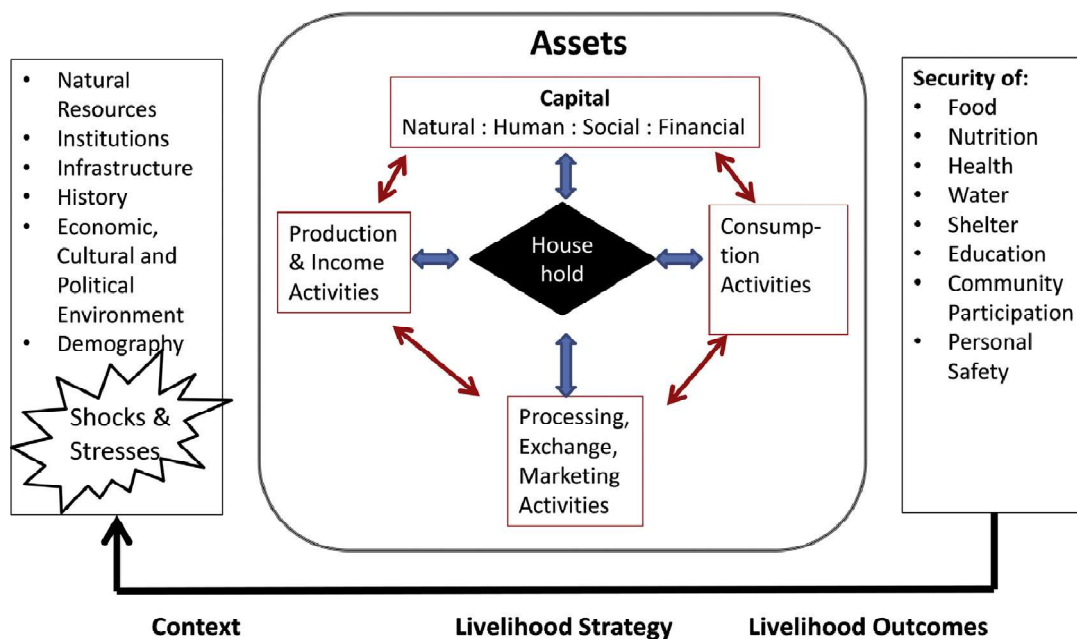 • Natural
Resources
• Institutions
• Infrastructure
• History
• Economic,
Cultural and
Political
Environment
• Demography
Shocks &
Stresses
Assets
Capital
Natural : Human : Social : Financial
Production
& Income
Activities
House
hold
Consump-
tion
Activities
Processing,
Exchange,
Marketing
Activities
Security of:
• Food
• Nutrition
• Health
• Water
• Shelter
• Education
• Community
Participation
• Personal
Safety
Context
Livelihood Strategy
Livelihood Outcomes